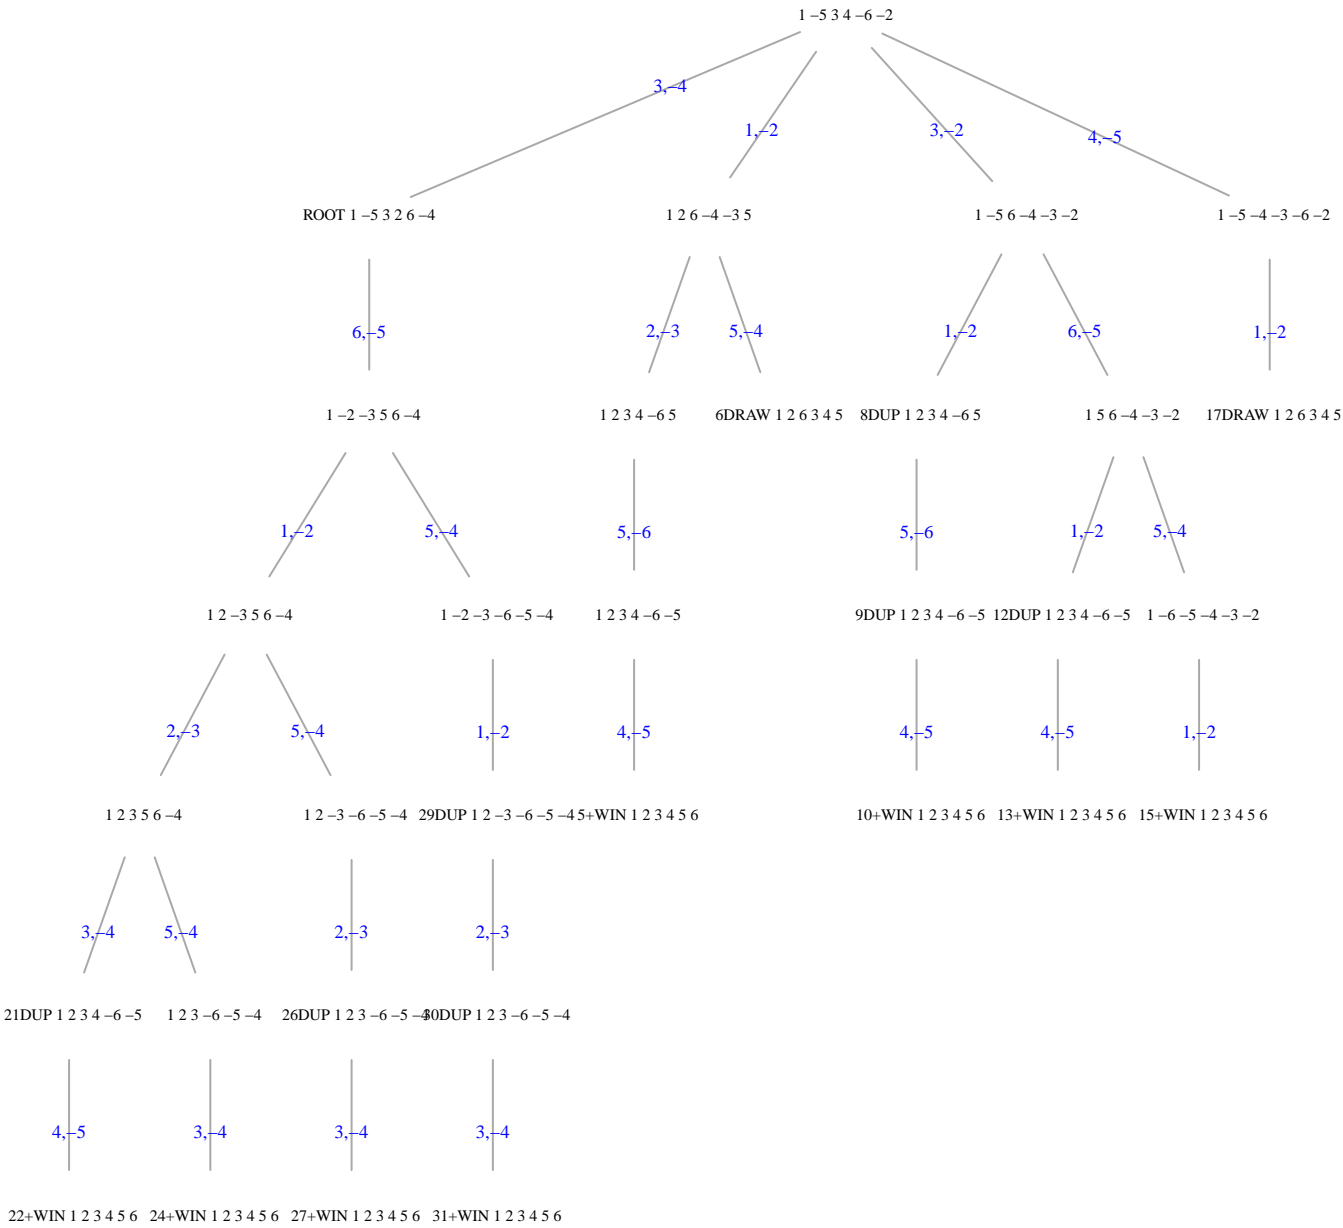 1 –5 3 4 –6 –2
3,–4
1,–2
3,–2
4,–5
ROOT 1 –5 3 2 6 –4
1 2 6 –4 –3 5
1 –5 6 –4 –3 –2
1 –5 –4 –3 –6 –2
6,–5
2,–3
5,–4
1,–2
6,–5
1,–2
1 –2 –3 5 6 –4
1 2 3 4 –6 5
6DRAW 1 2 6 3 4 5
8DUP 1 2 3 4 –6 5
1 5 6 –4 –3 –2
17DRAW 1 2 6 3 4 5
1,–2
5,–4
5,–6
5,–6
1,–2
5,–4
1 2 –3 5 6 –4
1 –2 –3 –6 –5 –4
1 2 3 4 –6 –5
9DUP 1 2 3 4 –6 –5
12DUP 1 2 3 4 –6 –5
1 –6 –5 –4 –3 –2
2,–3
5,–4
1,–2
4,–5
4,–5
4,–5
1,–2
1 2 3 5 6 –4
1 2 –3 –6 –5 –4
29DUP 1 2 –3 –6 –5 –4
5+WIN 1 2 3 4 5 6
10+WIN 1 2 3 4 5 6
13+WIN 1 2 3 4 5 6
15+WIN 1 2 3 4 5 6
3,–4
5,–4
2,–3
2,–3
21DUP 1 2 3 4 –6 –5
1 2 3 –6 –5 –4
26DUP 1 2 3 –6 –5 –4
30DUP 1 2 3 –6 –5 –4
4,–5
3,–4
3,–4
3,–4
22+WIN 1 2 3 4 5 6
24+WIN 1 2 3 4 5 6
27+WIN 1 2 3 4 5 6
31+WIN 1 2 3 4 5 6